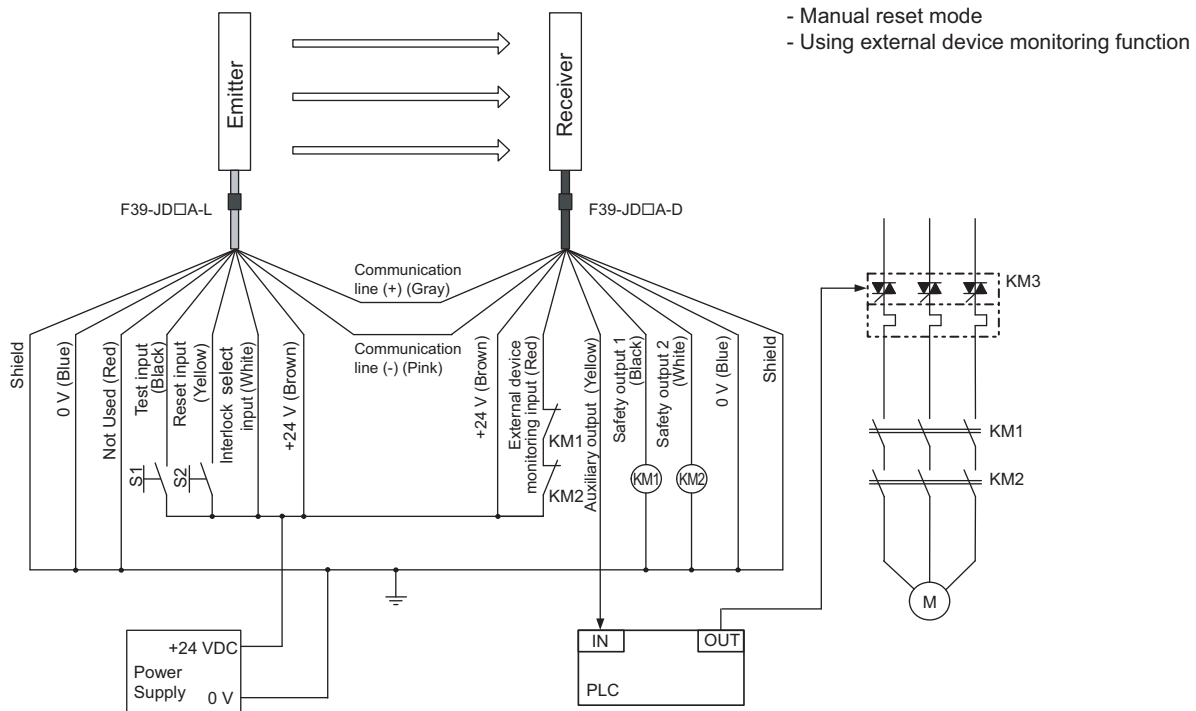 - Manual reset mode
- Using external device monitoring function
Emitter
Receiver
F39-JD□A-L
F39-JD□A-D
Communication
line (+) (Gray)
Communication
line (-) (Pink)
Shield
0 V (Blue)
Not Used (Red)
Test input
(Black)
Reset input
(Yellow)
Interlock select
input (White)
+24 V (Brown)
+24 V (Brown)
External device
monitoring input (Red)
Auxiliary output (Yellow)
Safety output 1
(Black)
Safety output 2
(White)
0 V (Blue)
Shield
S1
S2
KM1
KM2
KM1
KM2
KM3
KM1
KM2
M
+24 VDC
Power
Supply
0 V
IN
OUT
PLC